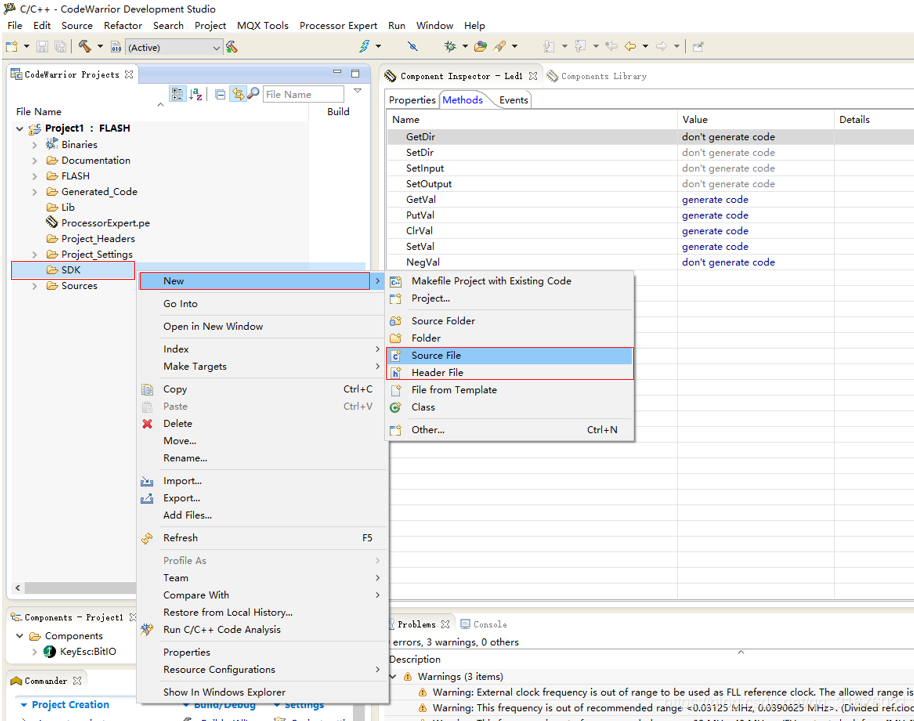 C/C++ - CodeWarrior Development Studio
File Edit Source Refactor Search Project MQX Tools Processor Expert Run Window Help
(Active)
CodeWarrior Projects
File Name
File Name Build
Project1 : FLASH
Binaries
Documentation
FLASH
Generated_Code
Lib
ProcessorExpert.pe
Project_Headers
Project_Settings
SDK
Sources
New
Go Into
Open in New Window
Index
Make Targets
Copy Ctrl+C
Paste Ctrl+V
Delete
Move...
Rename...
Import...
Export...
Add Files...
Refresh F5
Profile As
Team
Compare With
Restore from Local History...
Run C/C++ Code Analysis
Properties
Resource Configurations
Show In Windows Explorer
Makefile Project with Existing Code
Project...
Source Folder
Folder
Source File
Header File
File from Template
Class
Other... Ctrl+N
Component Inspector - Led1 Components Library
Properties Methods Events
Name Value Details
GetDir don't generate code
SetDir don't generate code
SetInput don't generate code
SetOutput don't generate code
GetVal generate code
PutVal generate code
ClrVal generate code
SetVal generate code
NegVal don't generate code
Components - Project1
Components
KeyEsc:BitIO
Commander
Project Creation Build/Debug Settings
Problems Console
errors, 3 warnings, 0 others
Description
Warnings (3 items)
Warning: External clock frequency is out of range to be used as FLL reference clock. The allowed range is
Warning: This frequency is out of recommended range <0.03125 MHz, 0.0390625 MHz>. (Divided refer.cloc